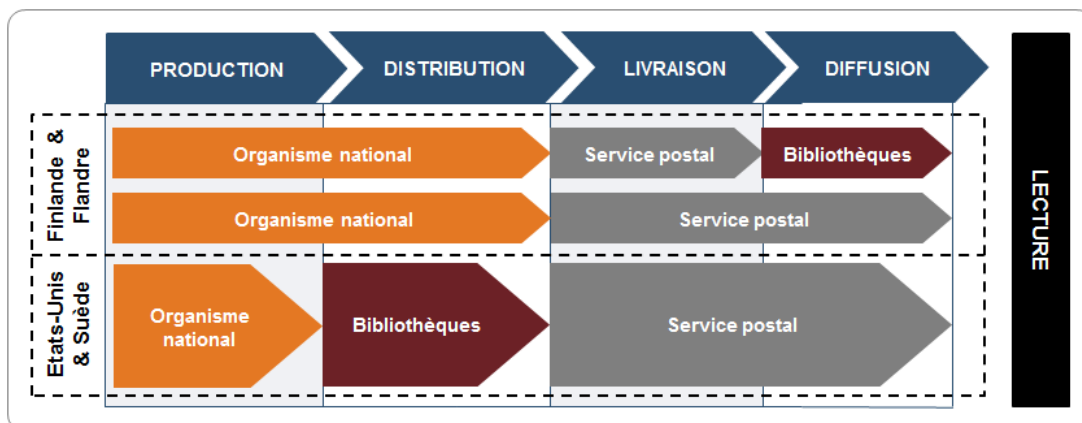 PRODUCTION
DISTRIBUTION
LIVRAISON
DIFFUSION
Finlande &
Flandre
Organisme national
Service postal
Bibliothèques
Organisme national
Service postal
Etats-Unis
& Suède
Organisme
national
Bibliothèques
Service postal
LECTURE